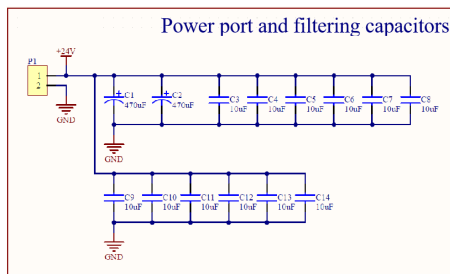 Power port and filtering capacitors
+24V
P1
1
2
GND
C1
470uF
C2
470uF
C3
10uF
C4
10uF
C5
10uF
C6
10uF
C7
10uF
C8
10uF
GND
C9
10uF
C10
10uF
C11
10uF
C12
10uF
C13
10uF
C14
10uF
GND